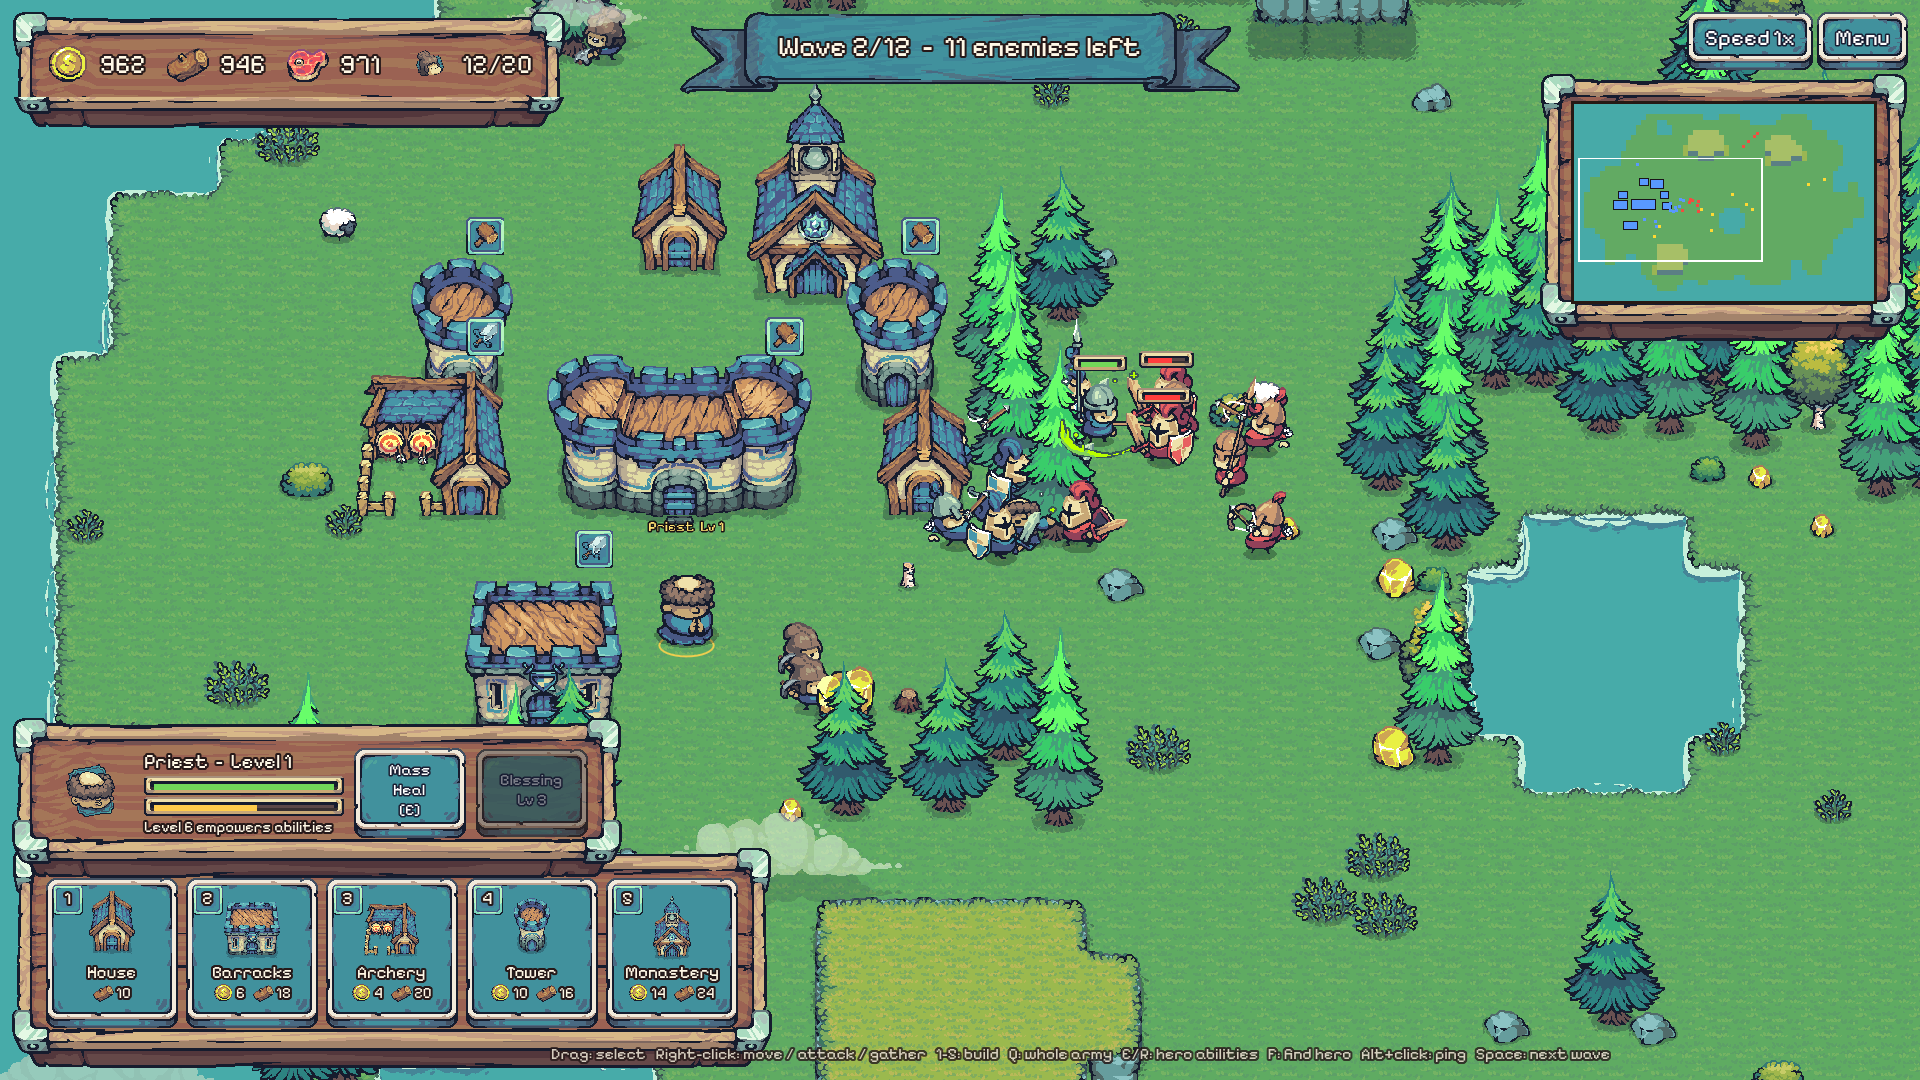 962 946 971 12/20
Wave 2/12 - 11 enemies left
Speed 1x
Menu
Priest Lv 1
Priest - Level 1
Level 6 empowers abilities
Mass
Heal
(E)
Blessing
Lv 3
1
House
10
2
Barracks
6 18
3
Archery
4 20
4
Tower
10 16
5
Monastery
14 24
Drag: select Right-click: move / attack / gather 1-5: build Q: whole army E/R: hero abilities F: find hero Alt+click: ping Space: next wave